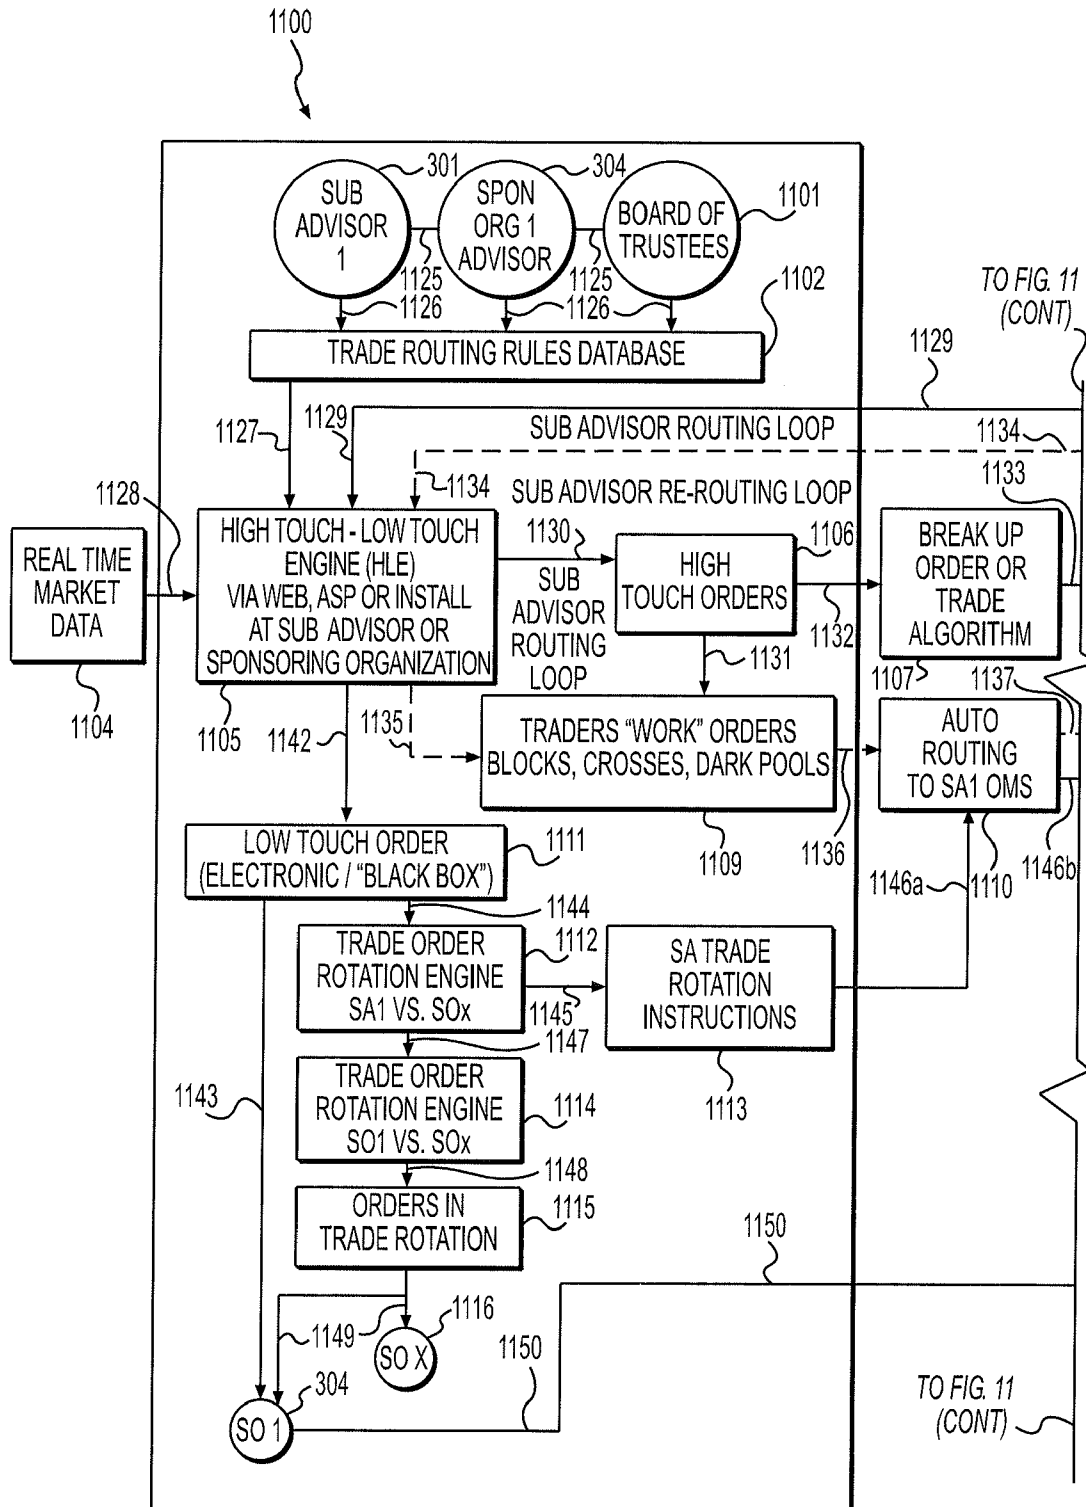 1100
301
304
1101
SUB
ADVISOR
1
SPON
ORG 1
ADVISOR
BOARD OF
TRUSTEES
1125
1125
1126
1126
1102
TRADE ROUTING RULES DATABASE
TO FIG. 11
(CONT)
1129
1127
1129
SUB ADVISOR ROUTING LOOP
1134
1134
SUB ADVISOR RE-ROUTING LOOP
1133
1128
REAL TIME
MARKET
DATA
1104
HIGH TOUCH - LOW TOUCH
ENGINE (HLE)
VIA WEB, ASP OR INSTALL
AT SUB ADVISOR OR
SPONSORING ORGANIZATION
1105
1130
SUB
ADVISOR
ROUTING
LOOP
1106
HIGH
TOUCH ORDERS
1132
1131
BREAK UP
ORDER OR
TRADE
ALGORITHM
1107
1137
1142
1135
TRADERS “WORK” ORDERS
BLOCKS, CROSSES, DARK POOLS
1109
1136
AUTO
ROUTING
TO SA1 OMS
1146a
1110
1146b
LOW TOUCH ORDER
(ELECTRONIC / “BLACK BOX”)
1111
1144
TRADE ORDER
ROTATION ENGINE
SA1 VS. SOx
1112
1145
SA TRADE
ROTATION
INSTRUCTIONS
1113
1147
1143
TRADE ORDER
ROTATION ENGINE
SO1 VS. SOx
1114
1148
ORDERS IN
TRADE ROTATION
1115
1150
1149
1116
SO X
1150
304
SO 1
TO FIG. 11
(CONT)